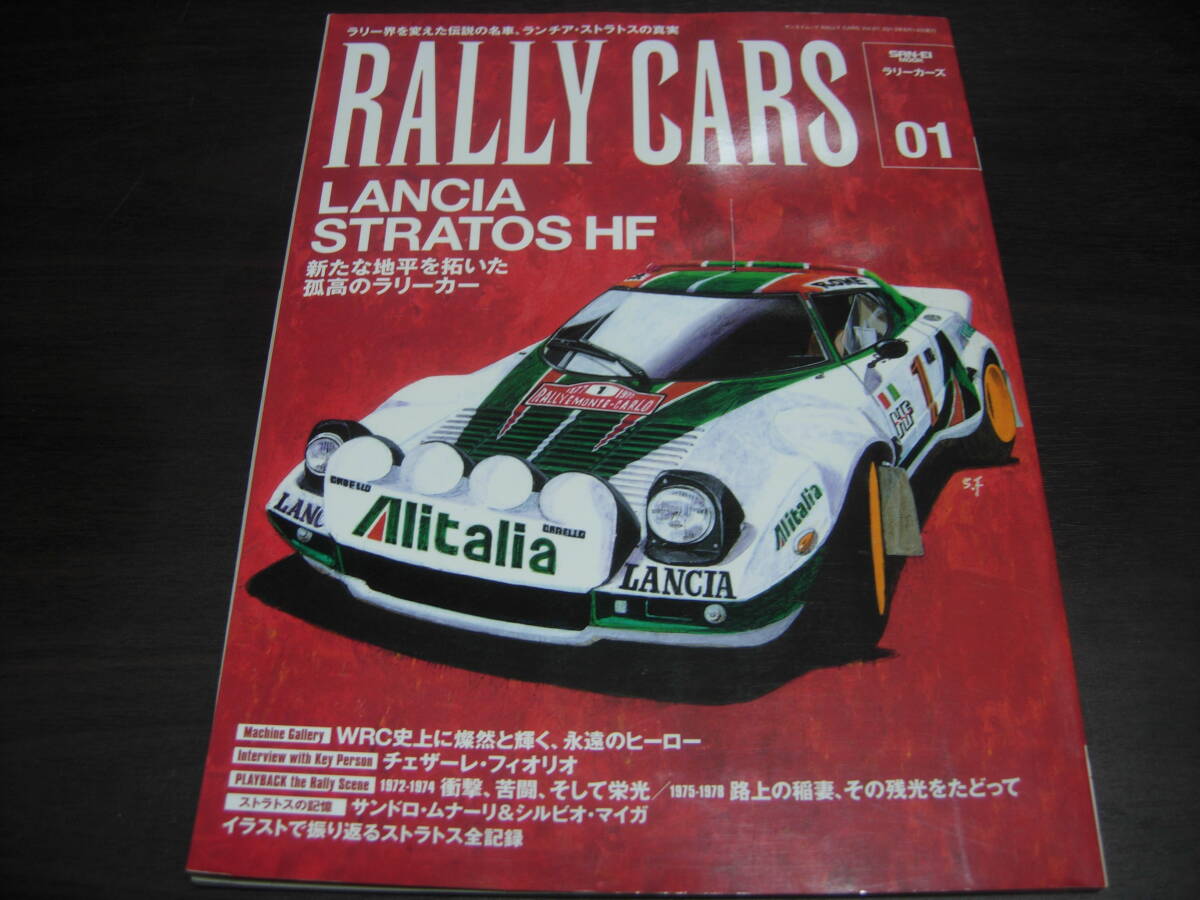 ラリー界を変えた伝説の名車、ランチア・ストラトスの真実
SAN-EI MOOK
ラリーカーズ
01
RALLY CARS
LANCIA
STRATOS HF
新たな地平を拓いた
孤高のラリーカー
ROME
1977 1 1977
RALLYE MONTE-CARLO
1
HF
CARELLO
CARELLO
LANC
Alitalia
LANCIA
Alitalia
S.F
Machine Gallery WRC史上に燦然と輝く、永遠のヒーロー
Interview with Key Person チェザーレ・フィオリオ
PLAYBACK the Rally Scene 1972-1974 衝撃、苦闘、そして栄光／1975-1978 路上の稲妻、その残光をたどって
ストラトスの記憶 サンドロ・ムナーリ&シルビオ・マイガ
イラストで振り返るストラトス全記録